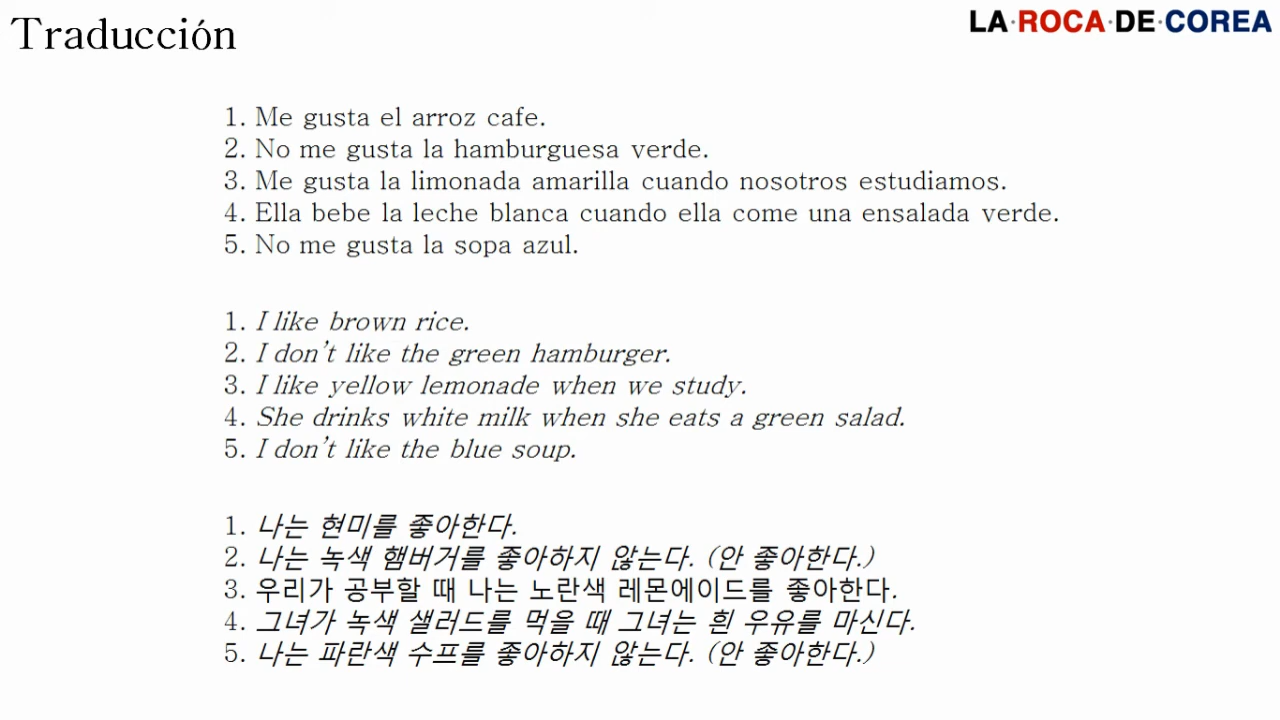 Traducción
LA·ROCA·DE·COREA
1. Me gusta el arroz cafe.
2. No me gusta la hamburguesa verde.
3. Me gusta la limonada amarilla cuando nosotros estudiamos.
4. Ella bebe la leche blanca cuando ella come una ensalada verde.
5. No me gusta la sopa azul.
1. I like brown rice.
2. I don't like the green hamburger.
3. I like yellow lemonade when we study.
4. She drinks white milk when she eats a green salad.
5. I don't like the blue soup.
1. 나는 현미를 좋아한다.
2. 나는 녹색 햄버거를 좋아하지 않는다. (안 좋아한다.)
3. 우리가 공부할 때 나는 노란색 레몬에이드를 좋아한다.
4. 그녀가 녹색 샐러드를 먹을 때 그녀는 흰 우유를 마신다.
5. 나는 파란색 수프를 좋아하지 않는다. (안 좋아한다.)